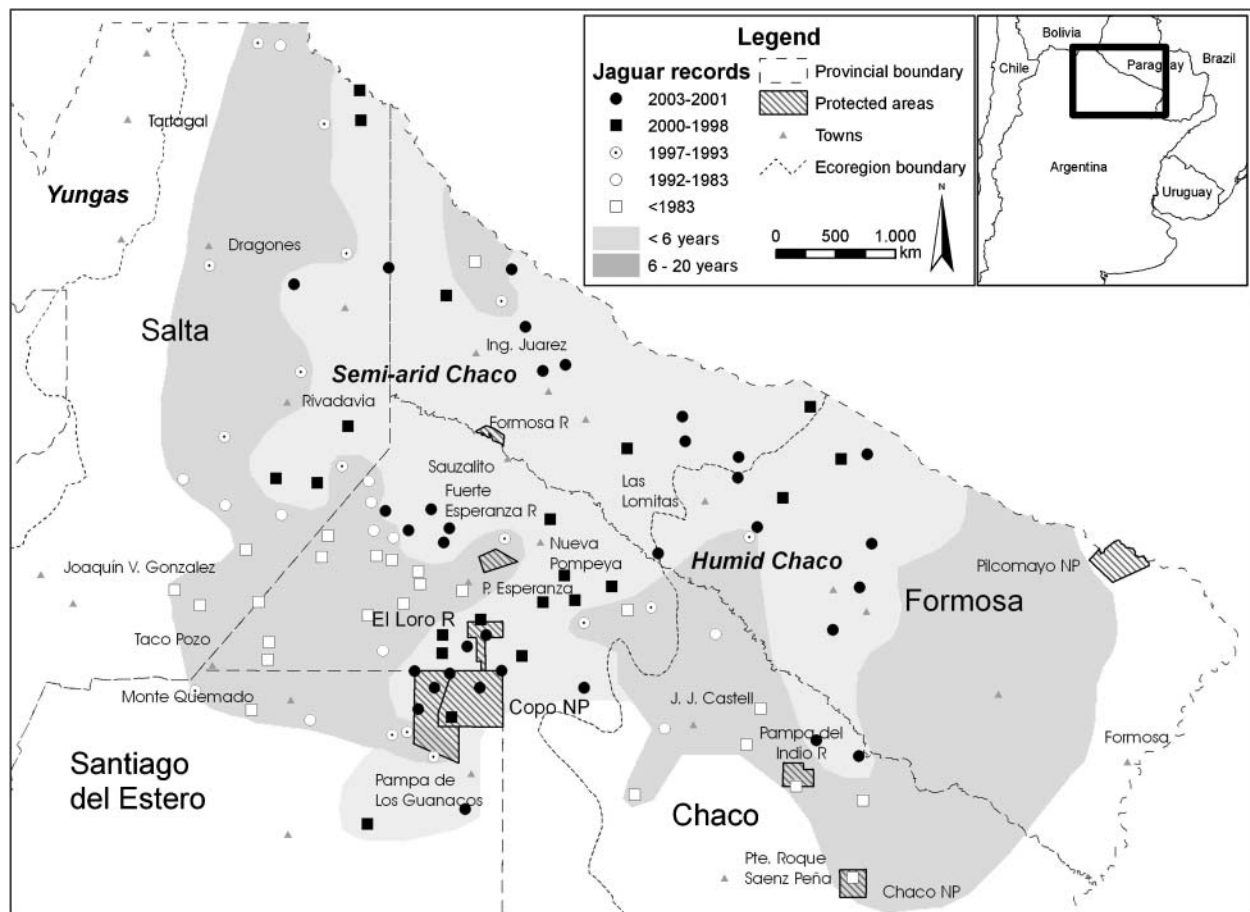 Legend
Jaguar records
2003-2001
2000-1998
1997-1993
1992-1983
<1983
< 6 years
6 - 20 years
Provincial boundary
Protected areas
Towns
Ecoregion boundary
N
0 500 1.000
km
Bolivia
Chile
Paraguay
Brazil
Argentina
Uruguay
Tartagal
Yungas
Dragones
Salta
Ing. Juarez
Semi-arid Chaco
Rivadavia
Formosa R
Sauzalito
Fuerte
Esperanza R
Las
Lomitas
Nueva
Pompeya
Humid Chaco
Pilcomayo NP
Joaquín V. Gonzalez
P. Esperanza
Formosa
El Loro R
Taco Pozo
Monte Quemado
Copo NP
J. J. Castell
Pampa del
Indio R
Formosa
Santiago
del Estero
Pampa de
Los Guanacos
Chaco
Pte. Roque
Saenz Peña
Chaco NP